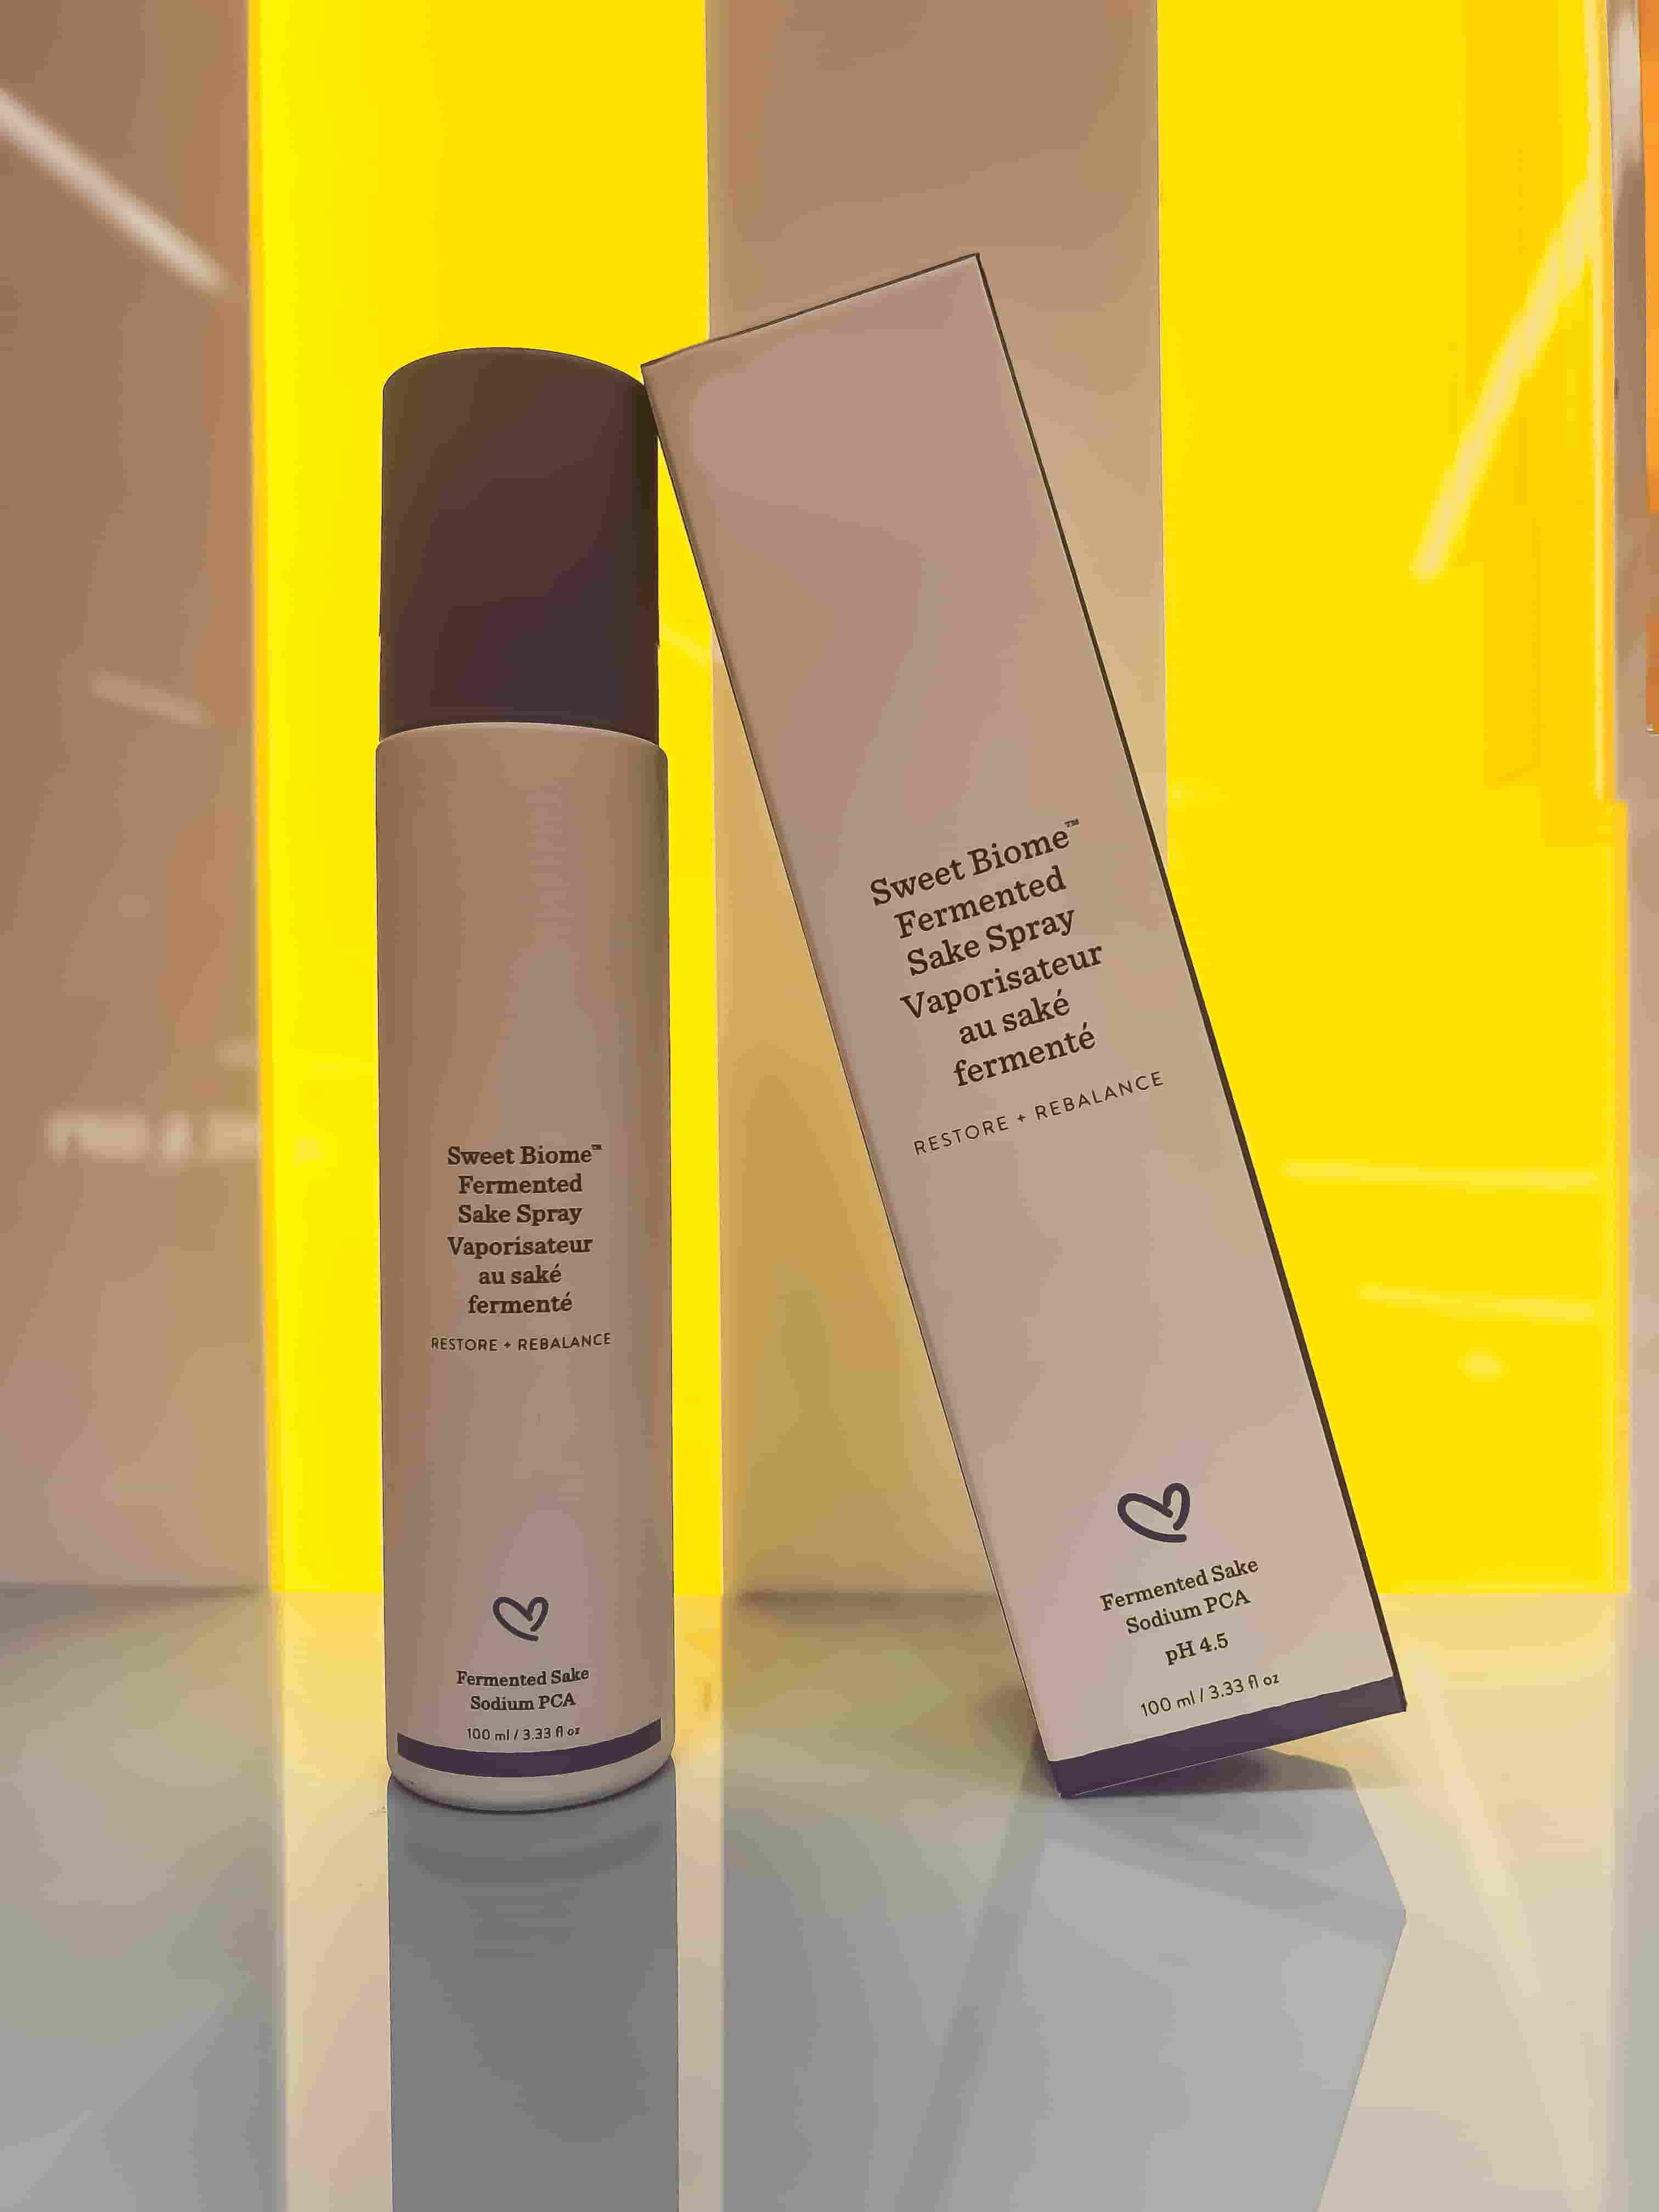 Sweet Biome™
Fermented
Sake Spray
Vaporisateur
au saké
fermenté
RESTORE + REBALANCE
Fermented Sake
Sodium PCA
100 ml / 3.33 fl oz
Sweet Biome™
Fermented
Sake Spray
Vaporisateur
au saké
fermenté
RESTORE + REBALANCE
Fermented Sake
Sodium PCA
pH 4.5
100 ml / 3.33 fl oz